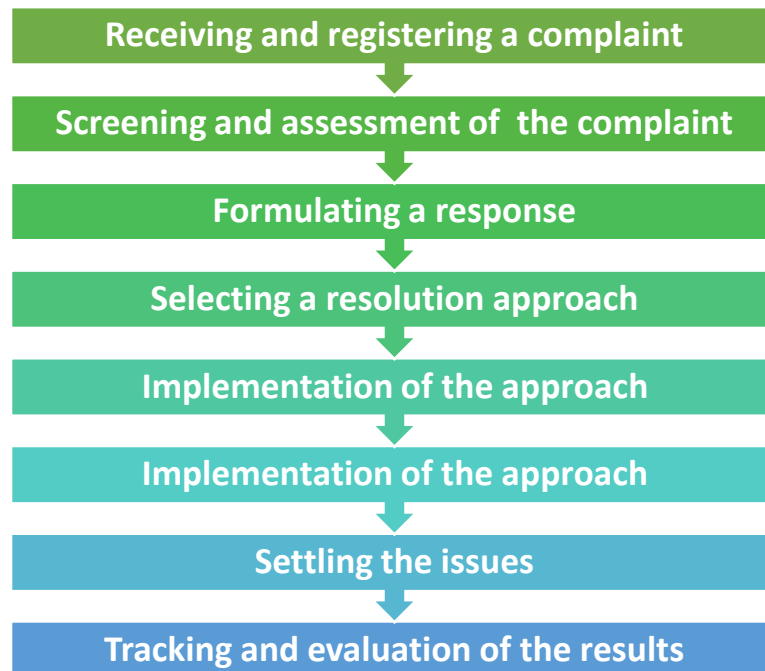 Receiving and registering a complaint
Screening and assessment of the complaint
Formulating a response
Selecting a resolution approach
Implementation of the approach
Implementation of the approach
Settling the issues
Tracking and evaluation of the results